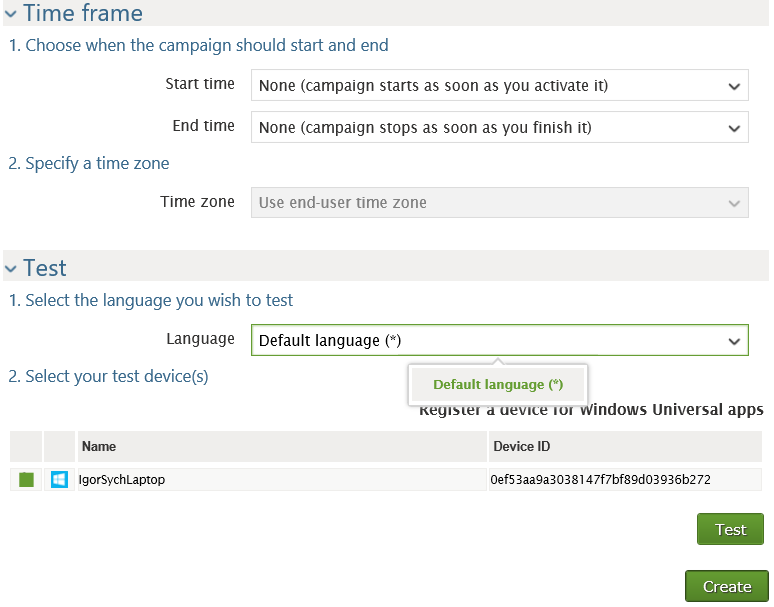 Time frame
1. Choose when the campaign should start and end
Start time None (campaign starts as soon as you activate it)
End time None (campaign stops as soon as you finish it)
2. Specify a time zone
Time zone Use end-user time zone
Test
1. Select the language you wish to test
Language Default language (*)
2. Select your test device(s)
Default language (*)
Register a device for Windows Universal apps
Name Device ID
IgorSychLaptop 0ef53aa9a3038147f7bf89d03936b272
Test
Create